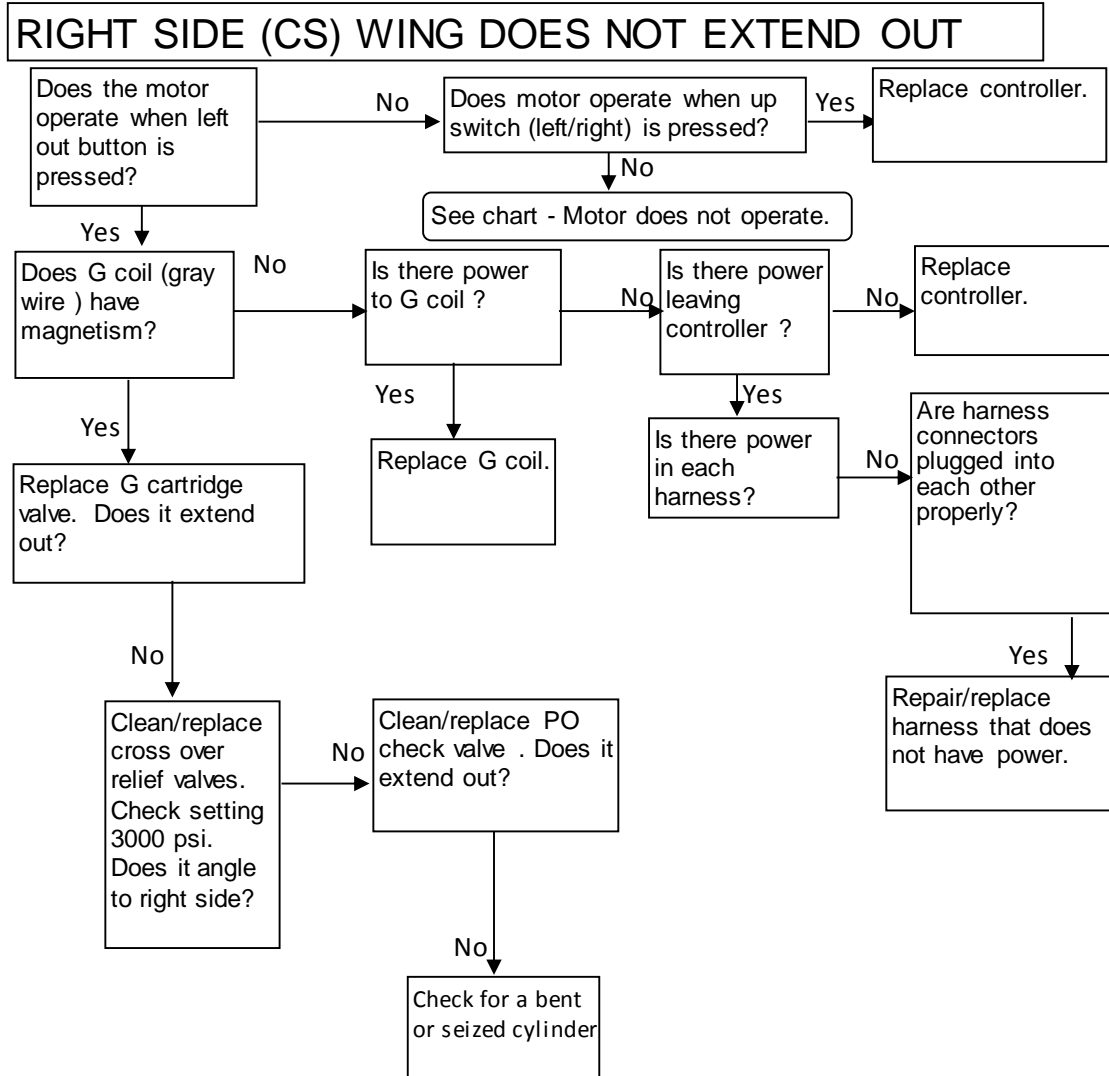 RIGHT SIDE (CS) WING DOES NOT EXTEND OUT
Does the motor
operate when left
out button is
pressed?
No
Does motor operate when up
switch (left/right) is pressed?
Yes
Replace controller.
No
See chart - Motor does not operate.
Yes
Does G coil (gray
wire ) have
magnetism?
No
Is there power
to G coil ?
No
Is there power
leaving
controller ?
No
Replace
controller.
Yes
Replace G coil.
Yes
Is there power
in each
harness?
No
Are harness
connectors
plugged into
each other
properly?
Yes
Repair/replace
harness that does
not have power.
Yes
Replace G cartridge
valve. Does it extend
out?
No
Clean/replace
cross over
relief valves.
Check setting
3000 psi.
Does it angle
to right side?
No
Clean/replace PO
check valve . Does it
extend out?
No
Check for a bent
or seized cylinder